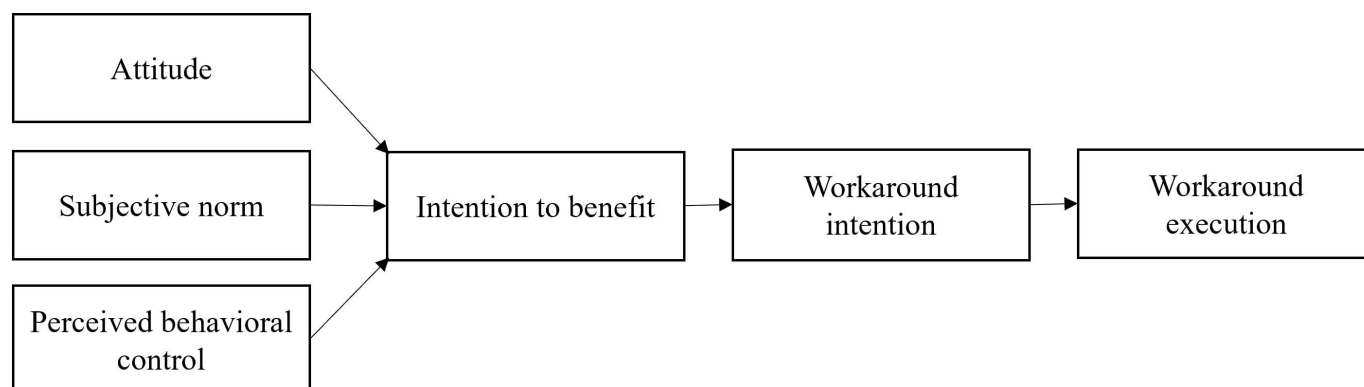 Attitude
Subjective norm
Perceived behavioral
control
Intention to benefit
Workaround
intention
Workaround
execution